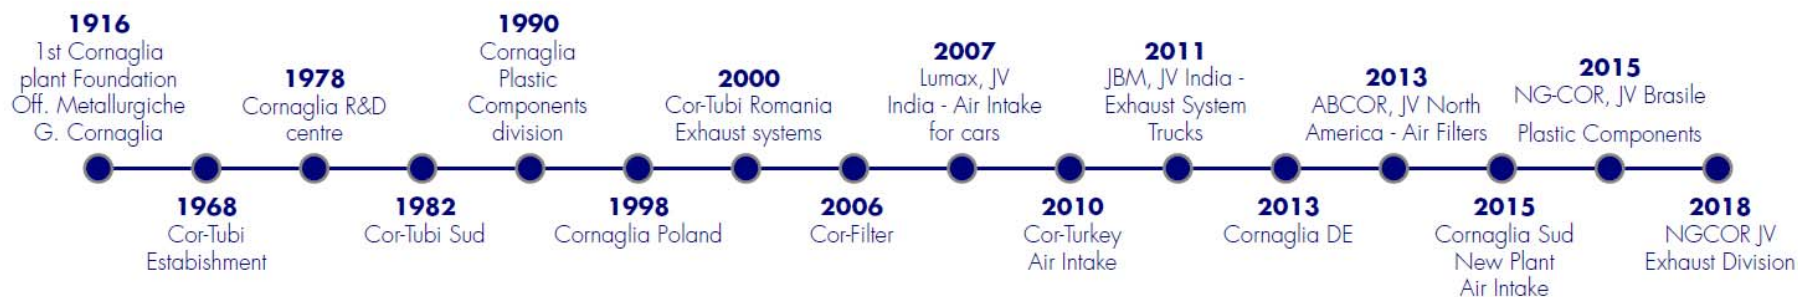 1916
1st Cornaglia
plant Foundation
Off. Metallurgiche
G. Cornaglia
1968
Cor-Tubi
Estabishment
1978
Cornaglia R&D
centre
1982
Cor-Tubi Sud
1990
Cornaglia
Plastic
Components
division
1998
Cornaglia Poland
2000
Cor-Tubi Romania
Exhaust systems
2006
Cor-Filter
2007
Lumax, JV
India - Air Intake
for cars
2010
Cor-Turkey
Air Intake
2011
JBM, JV India -
Exhaust System
Trucks
2013
Cornaglia DE
2013
ABCOR, JV North
America - Air Filters
2015
Cornaglia Sud
New Plant
Air Intake
2015
NG-COR, JV Brasile
Plastic Components
2018
NGCOR JV
Exhaust Division